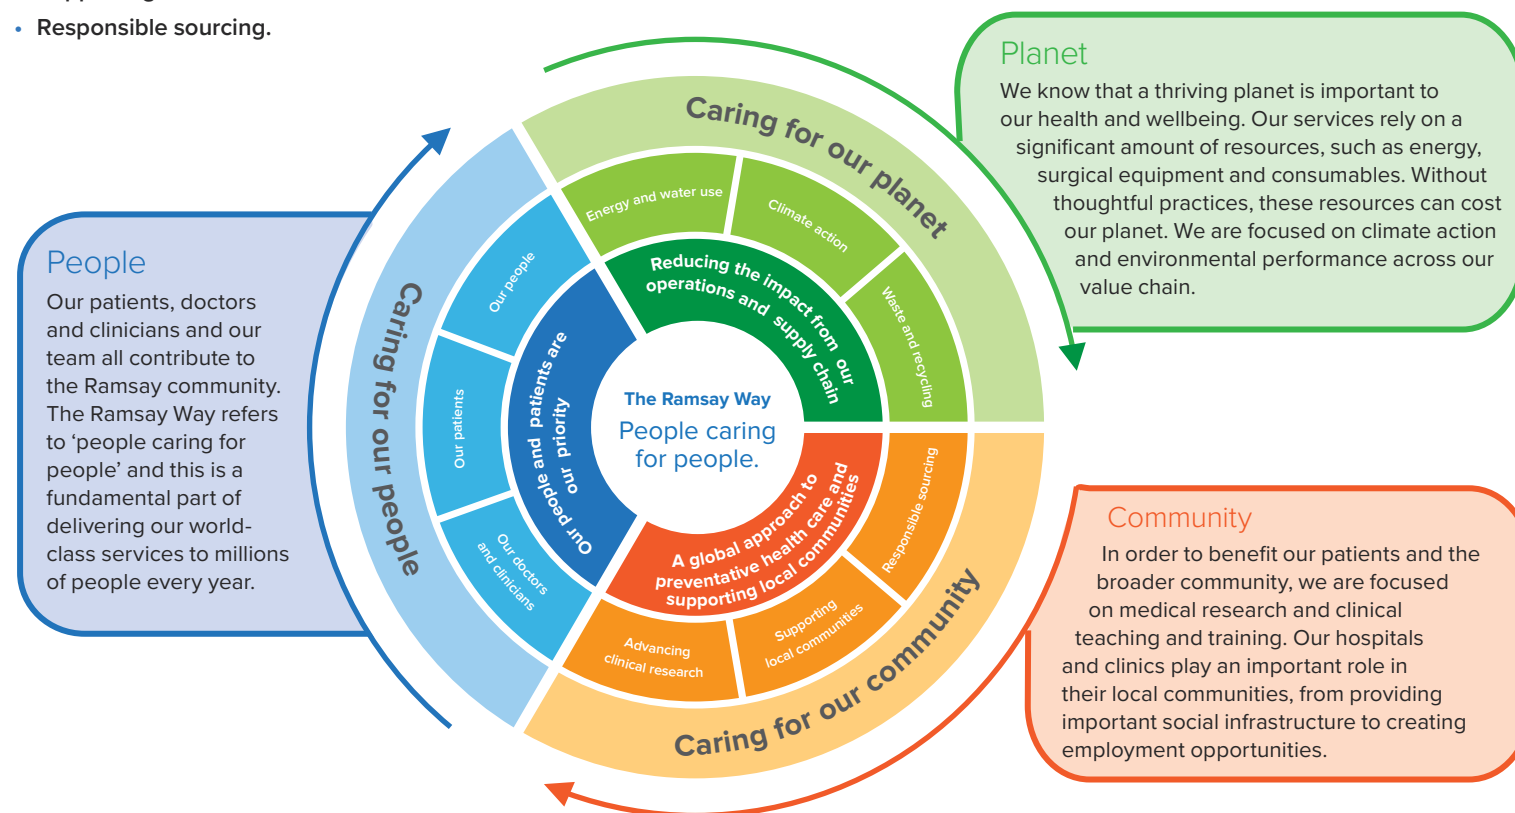 • Responsible sourcing.
Planet
We know that a thriving planet is important to
our health and wellbeing. Our services rely on a
significant amount of resources, such as energy,
surgical equipment and consumables. Without
thoughtful practices, these resources can cost
our planet. We are focused on climate action
and environmental performance across our
value chain.
People
Our patients, doctors
and clinicians and our
team all contribute to
the Ramsay community.
The Ramsay Way refers
to ‘people caring for
people’ and this is a
fundamental part of
delivering our world-
class services to millions
of people every year.
Caring for our people
Our people
Our patients
Our doctors
and clinicians
Our people and patients are
our priority
Caring for our planet
Energy and water use
Climate action
Waste and recycling
Reducing the impact from our
operations and supply chain
The Ramsay Way
People caring
for people.
A global approach to
preventative health care and
supporting local communities
Responsible sourcing
Supporting
local communities
Advancing
clinical research
Caring for our community
Community
In order to benefit our patients and the
broader community, we are focused
on medical research and clinical
teaching and training. Our hospitals
and clinics play an important role in
their local communities, from providing
important social infrastructure to creating
employment opportunities.